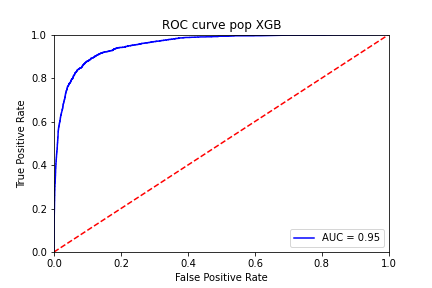 ROC curve pop XGB
1.0
0.8
0.6
0.4
0.2
0.0
True Positive Rate
AUC = 0.95
0.0 0.2 0.4 0.6 0.8 1.0
False Positive Rate